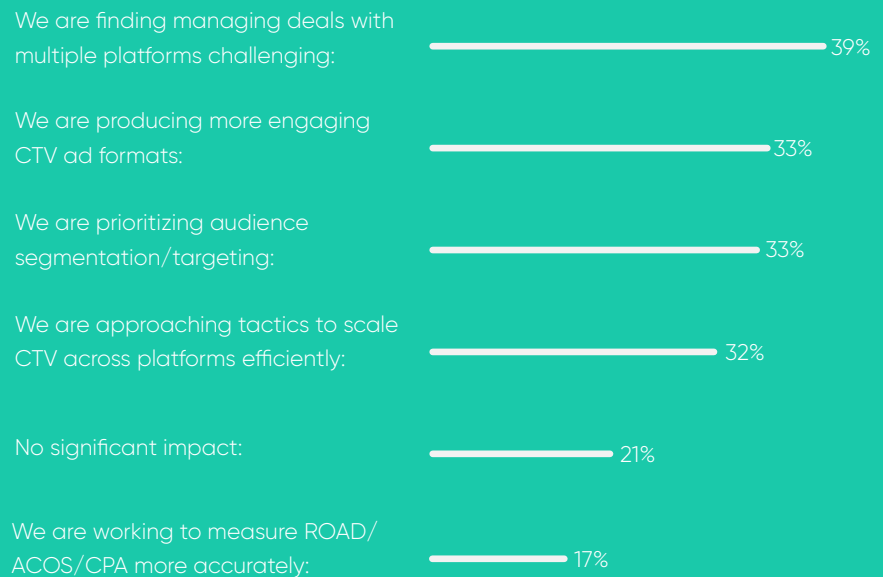 We are finding managing deals with
multiple platforms challenging:
39%
We are producing more engaging
CTV ad formats:
33%
We are prioritizing audience
segmentation/targeting:
33%
We are approaching tactics to scale
CTV across platforms efficiently:
32%
No significant impact:
21%
We are working to measure ROAD/
ACOS/CPA more accurately:
17%